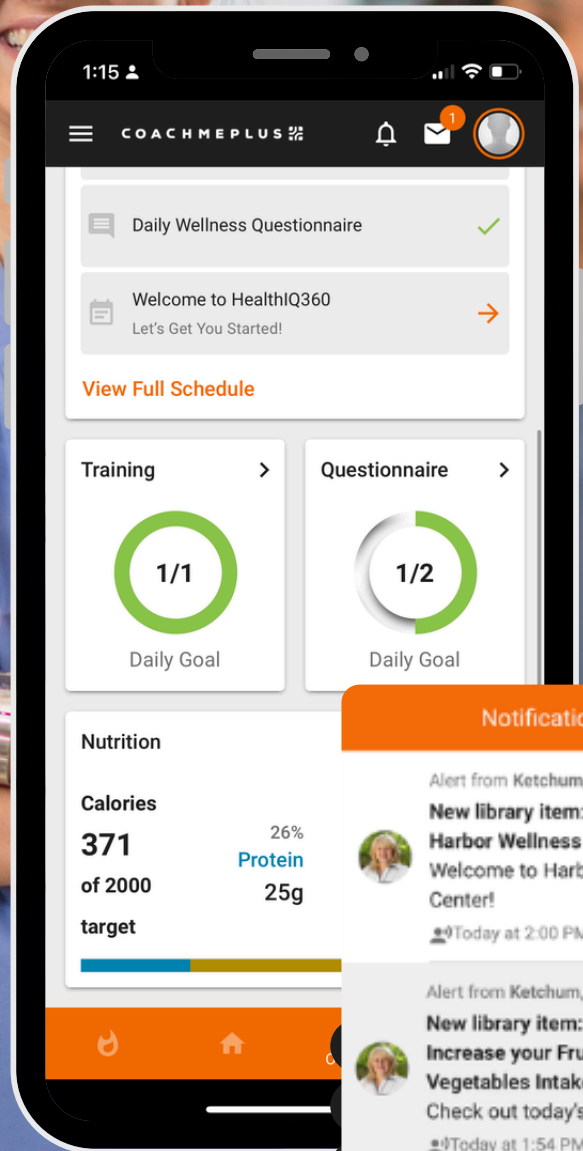 1:15
COACHMEPLUS
1
Daily Wellness Questionnaire
Welcome to HealthIQ360
Let's Get You Started!
View Full Schedule
Training
Questionnaire
1/1
1/2
Daily Goal
Daily Goal
Nutrition
Calories
371
of 2000
target
26%
Protein
25g
Notificatio
Alert from Ketchum,
New library item:
Harbor Wellness
Welcome to Harb
Center!
Today at 2:00 PM
Alert from Ketchum,
New library item:
Increase your Fru
Vegetables Intake
Check out today's
Today at 1:54 PM